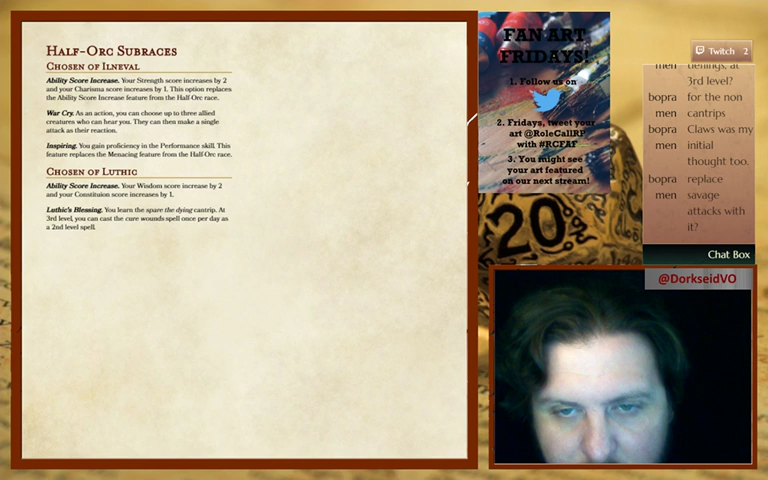 Half-Orc Subraces
Chosen of Ilneval
Ability Score Increase. Your Strength score increases by 2
and your Charisma score increases by 1. This option replaces
the Ability Score Increase feature from the Half-Orc race.
War Cry. As an action, you can choose up to three allied
creatures who can hear you. They can then make a single
attack as their reaction.
Inspiring. You gain proficiency in the Performance skill. This
feature replaces the Menacing feature from the Half-Orc race.
Chosen of Luthic
Ability Score Increase. Your Wisdom score increase by 2
and your Constituion score increases by 1.
Luthic's Blessing. You learn the spare the dying cantrip. At
3rd level, you can cast the cure wounds spell once per day as
a 2nd level spell.
FAN ART
FRIDAYS!
1. Follow us on
2. Fridays, tweet your
art @RoleCallRP
with #RCFAF
3. You might see
your art featured
on our next stream!
20
Twitch 2
men at
3rd level?
bopra for the non
men cantrips
bopra Claws was my
men initial
thought too.
bopra replace
men savage
attacks with
it?
Chat Box
@DorkseidVO